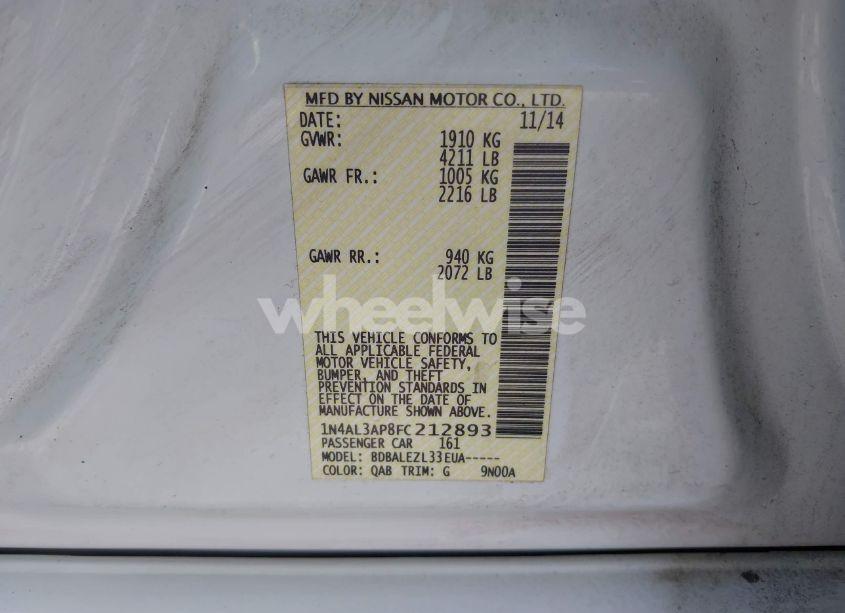 MFD BY NISSAN MOTOR CO., LTD.
DATE: 11/14
GVWR: 1910 KG
4211 LB
GAWR FR.: 1005 KG
2216 LB
GAWR RR.: 940 KG
2072 LB
wheelwise
THIS VEHICLE CONFORMS TO
ALL APPLICABLE FEDERAL
MOTOR VEHICLE SAFETY,
BUMPER, AND THEFT
PREVENTION STANDARDS IN
EFFECT ON THE DATE OF
MANUFACTURE SHOWN ABOVE.
1N4AL3AP8FC212893
PASSENGER CAR 161
MODEL: BDBALEZL33EUA-----
COLOR: QAB TRIM: G 9N00A